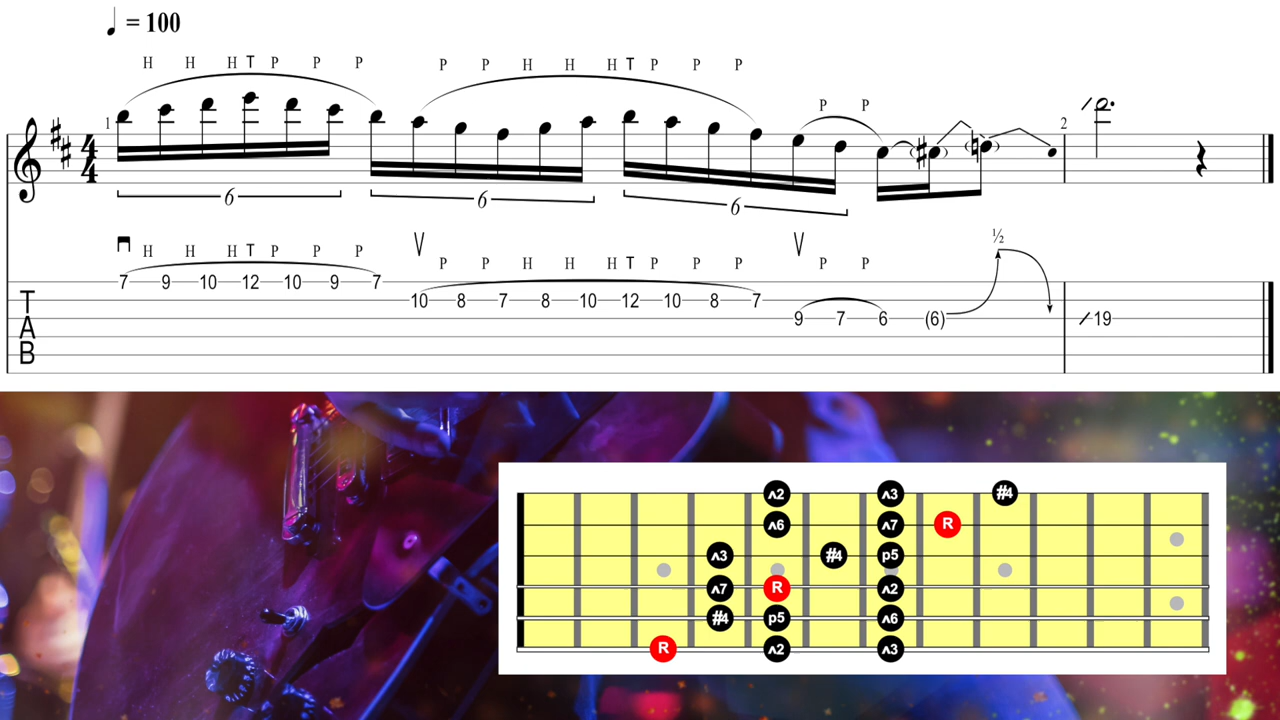 = 100
H H H T P P P P P H H H T P P P P P
1 2
4
4
6 6 6
H H H T P P P P P H H H T P P P P P ½
7 9 10 12 10 9 7
T 10 8 7 8 10 12 10 8 7
A 9 7 6 (6) 19
B
^2 ^3 #4
^6 ^7 R
^3 #4 p5
^7 R ^2
#4 p5 ^6
R ^2 ^3